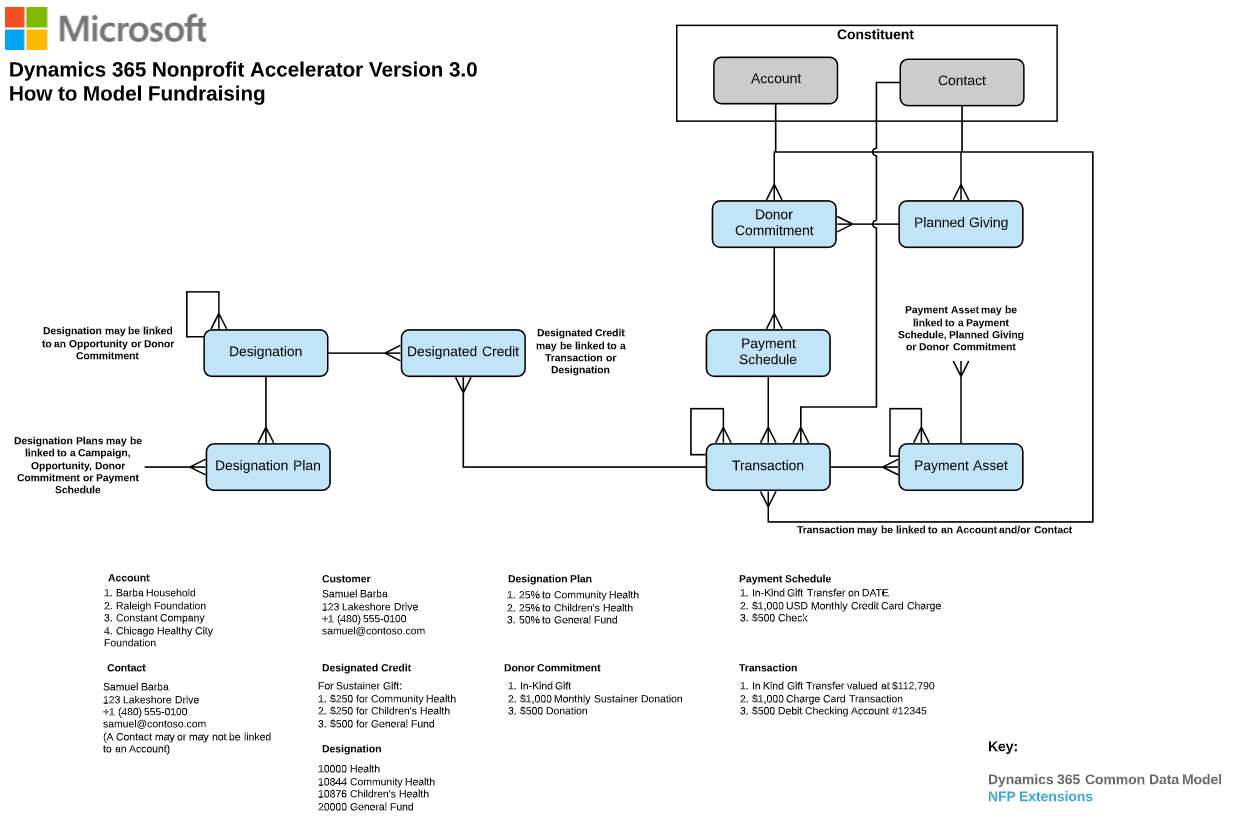 Microsoft
Dynamics 365 Nonprofit Accelerator Version 3.0
How to Model Fundraising
Constituent
Account
Contact
Donor
Commitment
Planned Giving
Designation may be linked
to an Opportunity or Donor
Commitment
Designation
Designated Credit
Designated Credit
may be linked to a
Transaction or
Designation
Payment
Schedule
Payment Asset may be
linked to a Payment
Schedule, Planned Giving
or Donor Commitment
Designation Plans may be
linked to a Campaign,
Opportunity, Donor
Commitment or Payment
Schedule
Designation Plan
Transaction
Payment Asset
Transaction may be linked to an Account and/or Contact
Account
1. Barba Household
2. Raleigh Foundation
3. Constant Company
4. Chicago Healthy City
Foundation
Customer
Samuel Barba
123 Lakeshore Drive
+1 (480) 555-0100
samuel@contoso.com
Designation Plan
1. 25% to Community Health
2. 25% to Children's Health
3. 50% to General Fund
Payment Schedule
1. In-Kind Gift Transfer on DATE
2. $1,000 USD Monthly Credit Card Charge
3. $500 Check
Contact
Samuel Barba
123 Lakeshore Drive
+1 (480) 555-0100
samuel@contoso.com
(A Contact may or may not be linked
to an Account)
Designated Credit
For Sustainer Gift:
1. $250 for Community Health
2. $250 for Children's Health
3. $500 for General Fund
Donor Commitment
1. In-Kind Gift
2. $1,000 Monthly Sustainer Donation
3. $500 Donation
Transaction
1. In Kind Gift Transfer valued at $112,790
2. $1,000 Charge Card Transaction
3. $500 Debit Checking Account #12345
Designation
10000 Health
10844 Community Health
10876 Children's Health
20000 General Fund
Key:
Dynamics 365 Common Data Model
NFP Extensions